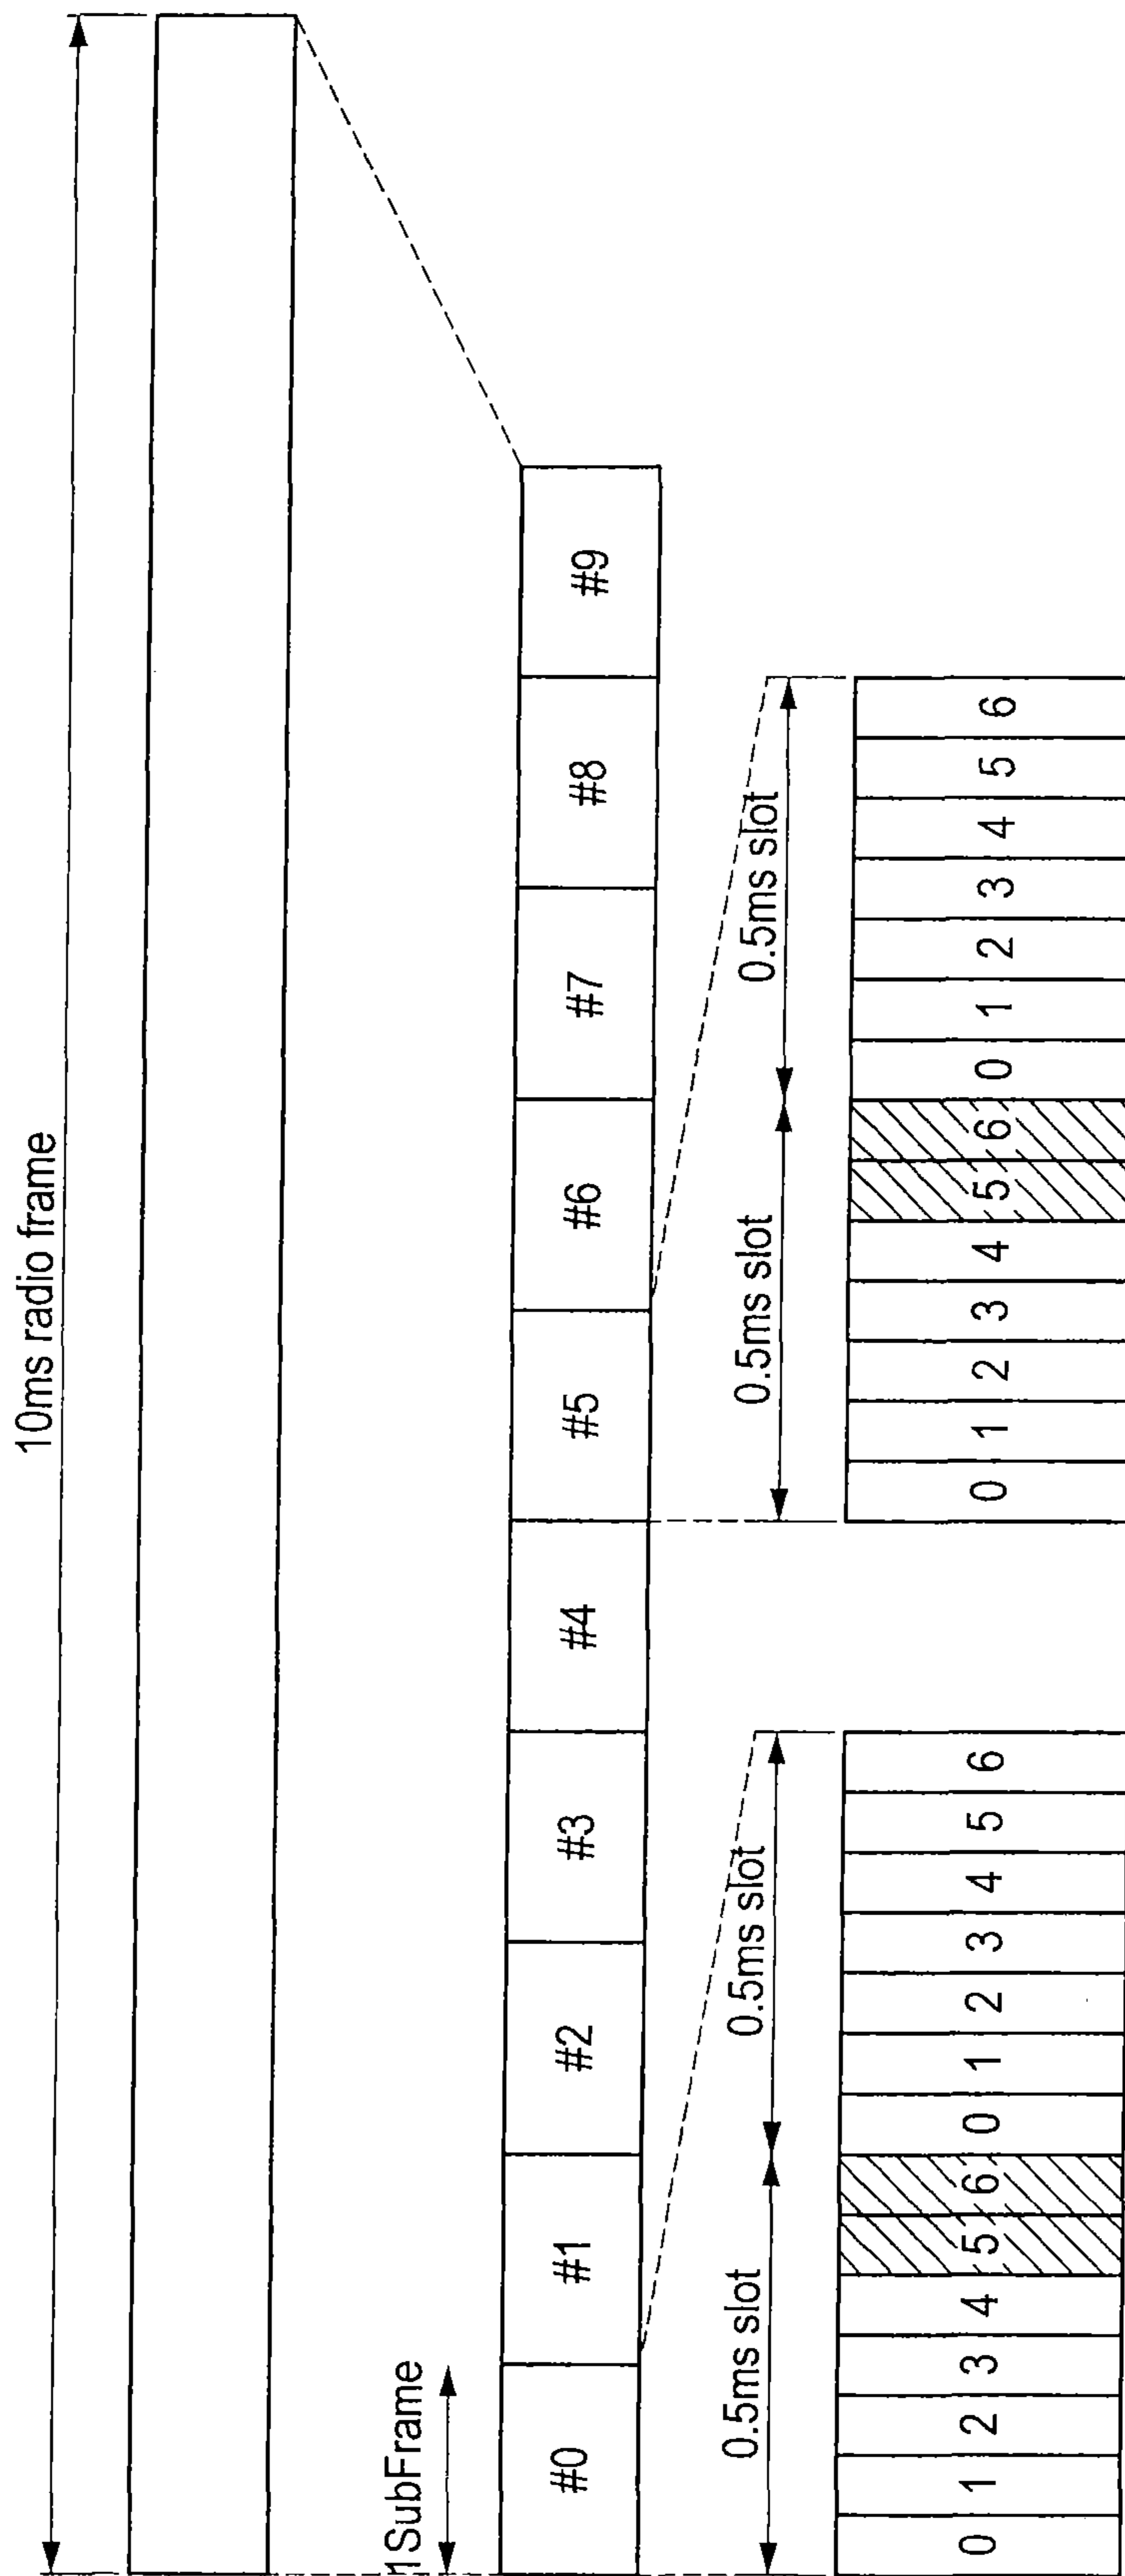 10ms radio frame
1SubFrame
#0 #1 #2 #3 #4 #5 #6 #7 #8 #9
0.5ms slot 0.5ms slot 0.5ms slot 0.5ms slot
0 1 2 3 4 5 6 0 1 2 3 4 5 6 0 1 2 3 4 5 6 0 1 2 3 4 5 6